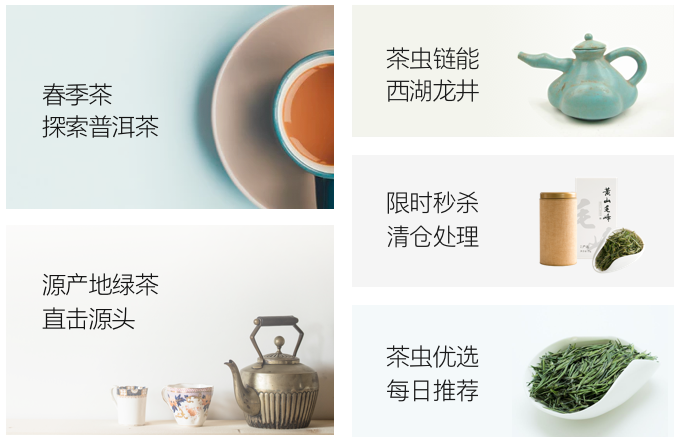 春季茶
探索普洱茶
源产地绿茶
直击源头
茶虫链能
西湖龙井
限时秒杀
清仓处理
黄山毛峰
茶虫优选
每日推荐